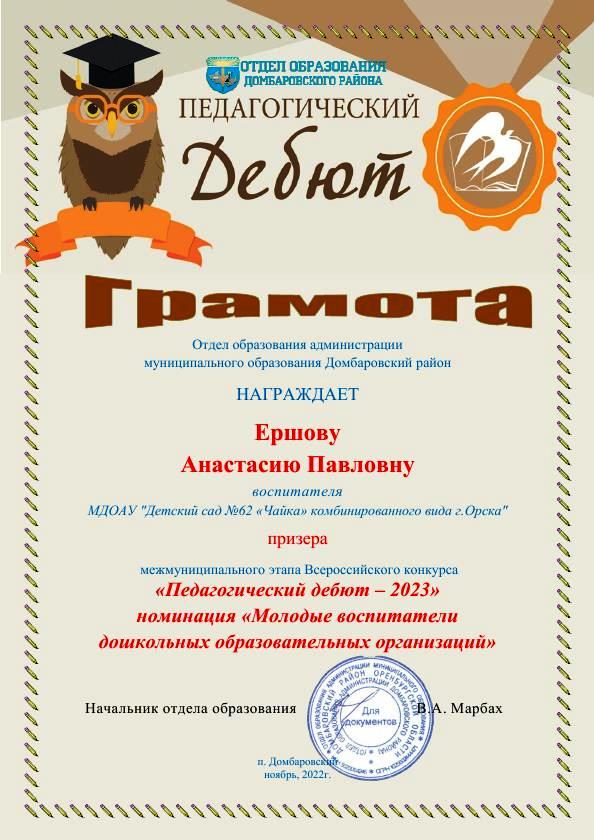 ОТДЕЛ ОБРАЗОВАНИЯ
ДОМБАРОВСКОГО РАЙОНА
ПЕДАГОГИЧЕСКИЙ
Дебют
Грамота
Отдел образования администрации
муниципального образования Домбаровский район
НАГРАЖДАЕТ
Ершову
Анастасию Павловну
воспитателя
МДОАУ "Детский сад №62 «Чайка» комбинированного вида г.Орска"
призера
межмуниципального этапа Всероссийского конкурса
«Педагогический дебют – 2023»
номинация «Молодые воспитатели
дошкольных образовательных организаций»
Начальник отдела образования В.А. Марбах
Для
документов
п. Домбаровский
ноябрь, 2022г.